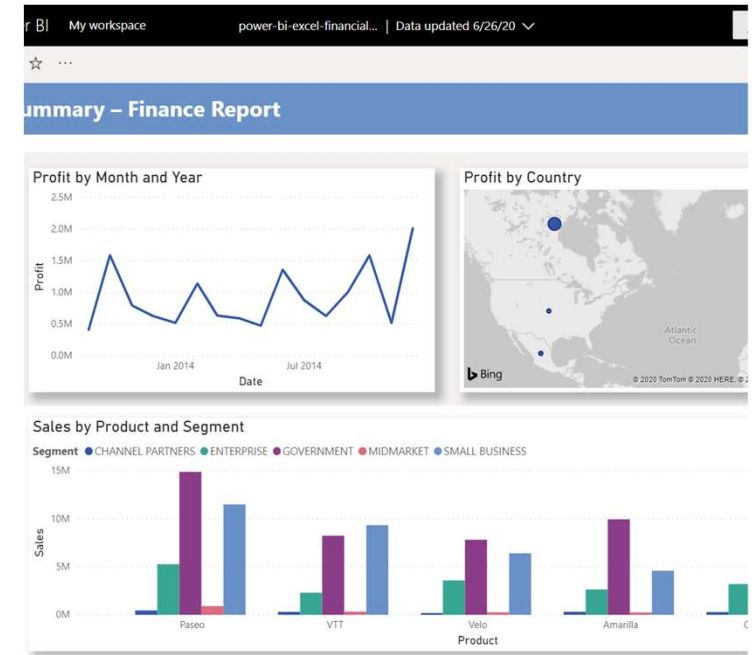 r BI My workspace power-bi-excel-financial... | Data updated 6/26/20
ummary – Finance Report
Profit by Month and Year
2.5M
2.0M
1.5M
1.0M
0.5M
0.0M
Profit
Jan 2014 Jul 2014
Date
Profit by Country
Atlantic
Ocean
Bing
© 2020 TomTom © 2020 HERE, ©
Sales by Product and Segment
Segment CHANNEL PARTNERS ENTERPRISE GOVERNMENT MIDMARKET SMALL BUSINESS
15M
10M
5M
0M
Sales
Paseo VTT Velo Amarilla
Product